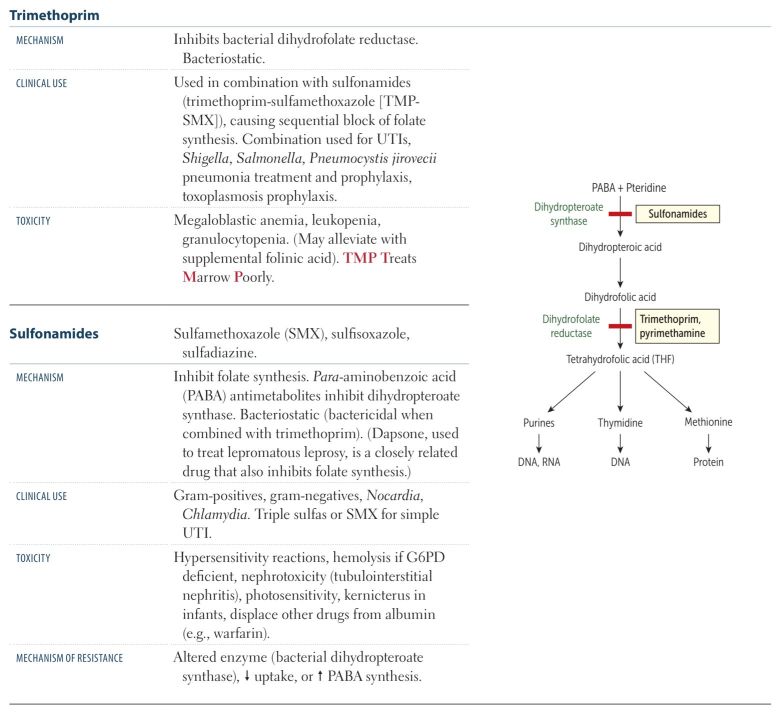 Trimethoprim
MECHANISM
Inhibits bacterial dihydrofolate reductase.
Bacteriostatic.
CLINICAL USE
Used in combination with sulfonamides
(trimethoprim-sulfamethoxazole [TMP-
SMX]), causing sequential block of folate
synthesis. Combination used for UTIs,
Shigella, Salmonella, Pneumocystis jirovecii
pneumonia treatment and prophylaxis,
toxoplasmosis prophylaxis.
TOXICITY
Megaloblastic anemia, leukopenia,
granulocytopenia. (May alleviate with
supplemental folinic acid). TMP Treats
Marrow Poorly.
Sulfonamides
Sulfamethoxazole (SMX), sulfisoxazole,
sulfadiazine.
MECHANISM
Inhibit folate synthesis. Para-aminobenzoic acid
(PABA) antimetabolites inhibit dihydropteroate
synthase. Bacteriostatic (bactericidal when
combined with trimethoprim). (Dapsone, used
to treat lepromatous leprosy, is a closely related
drug that also inhibits folate synthesis.)
CLINICAL USE
Gram-positives, gram-negatives, Nocardia,
Chlamydia. Triple sulfas or SMX for simple
UTI.
TOXICITY
Hypersensitivity reactions, hemolysis if G6PD
deficient, nephrotoxicity (tubulointerstitial
nephritis), photosensitivity, kernicterus in
infants, displace other drugs from albumin
(e.g., warfarin).
MECHANISM OF RESISTANCE
Altered enzyme (bacterial dihydropteroate
synthase), ↓ uptake, or ↑ PABA synthesis.
PABA + Pteridine
Dihydropteroate
synthase
Sulfonamides
Dihydropteroic acid
Dihydrofolic acid
Dihydrofolate
reductase
Trimethoprim,
pyrimethamine
Tetrahydrofolic acid (THF)
Purines
Thymidine
Methionine
DNA, RNA
DNA
Protein